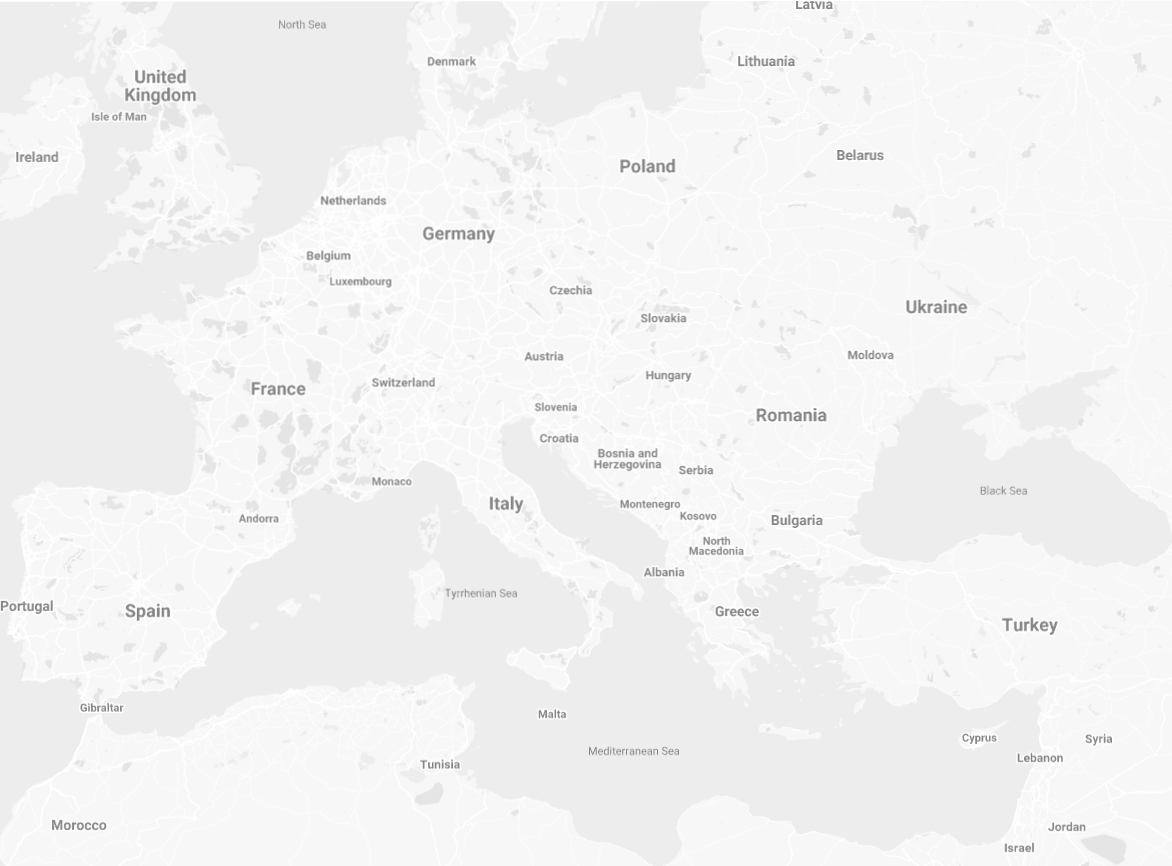 Latvia
North Sea
Denmark
Lithuania
United
Kingdom
Isle of Man
Ireland
Belarus
Poland
Netherlands
Germany
Belgium
Luxembourg
Czechia
Ukraine
Slovakia
Austria
Moldova
Hungary
Switzerland
France
Slovenia
Romania
Croatia
Bosnia and
Herzegovina
Serbia
Monaco
Black Sea
Italy
Montenegro
Kosovo
Andorra
Bulgaria
North
Macedonia
Albania
Tyrrhenian Sea
Portugal
Spain
Greece
Turkey
Gibraltar
Malta
Cyprus
Syria
Mediterranean Sea
Lebanon
Tunisia
Morocco
Jordan
Israel